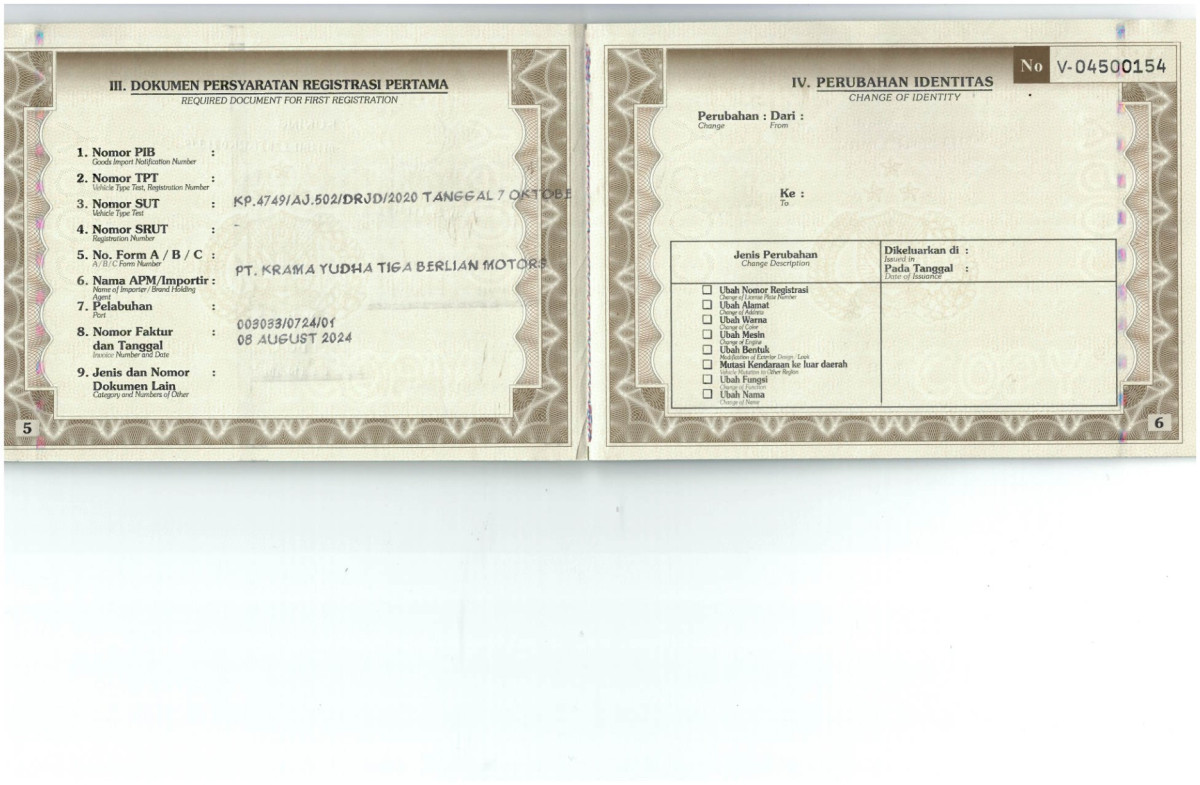 III. DOKUMEN PERSYARATAN REGISTRASI PERTAMA
REQUIRED DOCUMENT FOR FIRST REGISTRATION
1. Nomor PIB :
Goods Import Notification Number
2. Nomor TPT :
Vehicle Type Test, Registration Number
3. Nomor SUT : KP.4749/AJ.502/DRJD/2020 TANGGAL 7 OKTOBE
Vehicle Type Test
4. Nomor SRUT : -
Registration Number
5. No. Form A / B / C :
A / B / C Form Number
PT. KRAMA YUDHA TIGA BERLIAN MOTORS
6. Nama APM/Importir :
Name of Importer / Brand Holding
Agent
7. Pelabuhan :
Port
8. Nomor Faktur : 003033/0724/01
dan Tanggal 08 AUGUST 2024
Invoice Number and Date
9. Jenis dan Nomor :
Dokumen Lain
Category and Numbers of Other
5
No V-04500154
IV. PERUBAHAN IDENTITAS
CHANGE OF IDENTITY
Perubahan : Dari :
Change From
Ke :
To
Jenis Perubahan
Change Description
Dikeluarkan di :
Issued in
Pada Tanggal :
Date of Issuance
Ubah Nomor Registrasi
Change of License Plate Number
Ubah Alamat
Change of Address
Ubah Warna
Change of Color
Ubah Mesin
Change of Engine
Ubah Bentuk
Modification of Exterior Design / Look
Mutasi Kendaraan ke luar daerah
Vehicle Mutation to Other Region
Ubah Fungsi
Change of Function
Ubah Nama
Change of Name
6